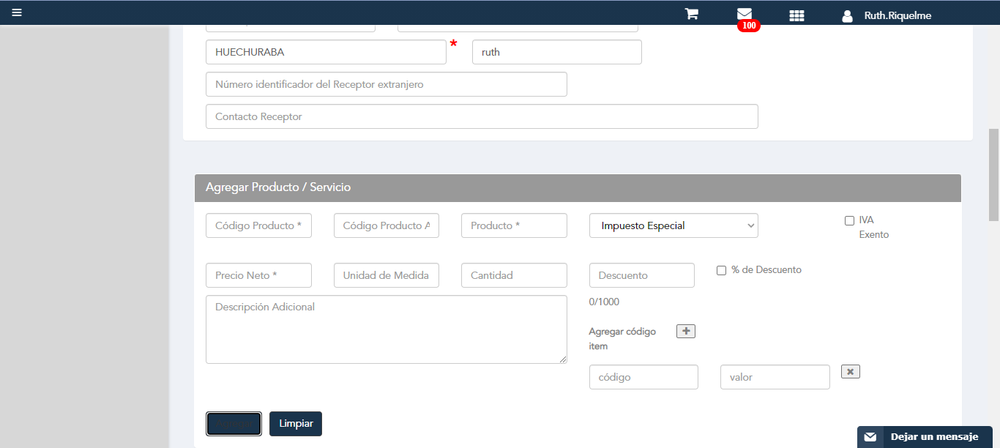 Ruth.Riquelme
100
HUECHURABA * ruth
Número identificador del Receptor extranjero
Contacto Receptor
Agregar Producto / Servicio
Código Producto * Código Producto A Producto * Impuesto Especial IVA
Exento
Precio Neto * Unidad de Medida Cantidad Descuento % de Descuento
Descripción Adicional 0/1000
Agregar código
item
código valor
Agregar Limpiar
Dejar un mensaje